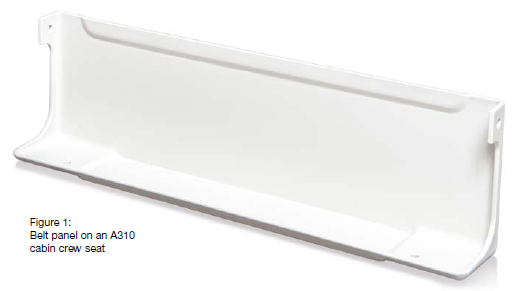 Figure 1:
Belt panel on an A310
cabin crew seat